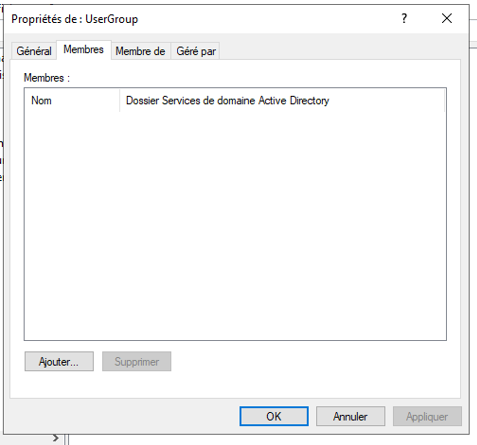 Propriétés de : UserGroup
?
Général
Membres
Membre de
Géré par
Membres :
Nom
Dossier Services de domaine Active Directory
Ajouter...
Supprimer
OK
Annuler
Appliquer